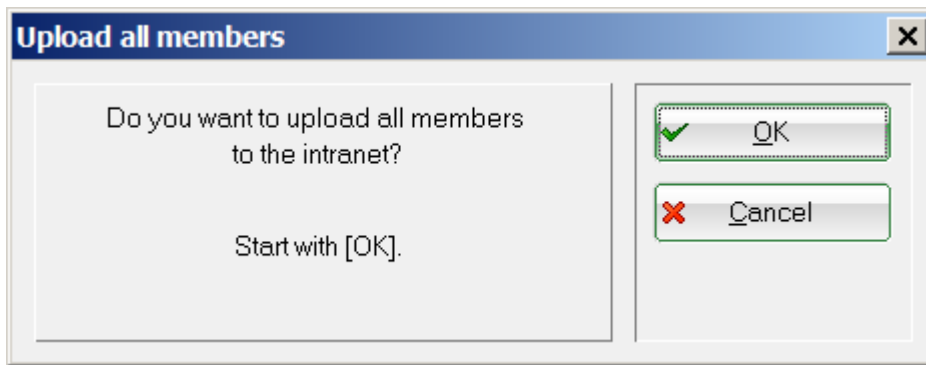 Upload all members
Do you want to upload all members
to the intranet?
Start with [OK].
OK
Cancel